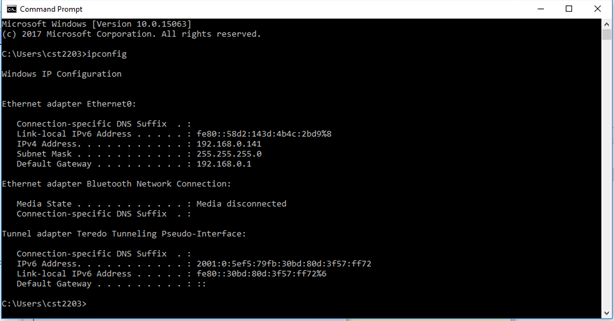 Command Prompt
Microsoft Windows [Version 10.0.15063]
(c) 2017 Microsoft Corporation. All rights reserved.
C:\Users\cst2203>ipconfig
Windows IP Configuration
Ethernet adapter Ethernet0:
Connection-specific DNS Suffix  . :
Link-local IPv6 Address . . . . . : fe80::58d2:143d:4b4c:2bd9%8
IPv4 Address. . . . . . . . . . . : 192.168.0.141
Subnet Mask . . . . . . . . . . . : 255.255.255.0
Default Gateway . . . . . . . . . : 192.168.0.1
Ethernet adapter Bluetooth Network Connection:
Media State . . . . . . . . . . . : Media disconnected
Connection-specific DNS Suffix  . :
Tunnel adapter Teredo Tunneling Pseudo-Interface:
Connection-specific DNS Suffix  . :
IPv6 Address. . . . . . . . . . . : 2001:0:5ef5:79fb:30bd:80d:3f57:ff72
Link-local IPv6 Address . . . . . : fe80::30bd:80d:3f57:ff72%6
Default Gateway . . . . . . . . . : ::
C:\Users\cst2203>